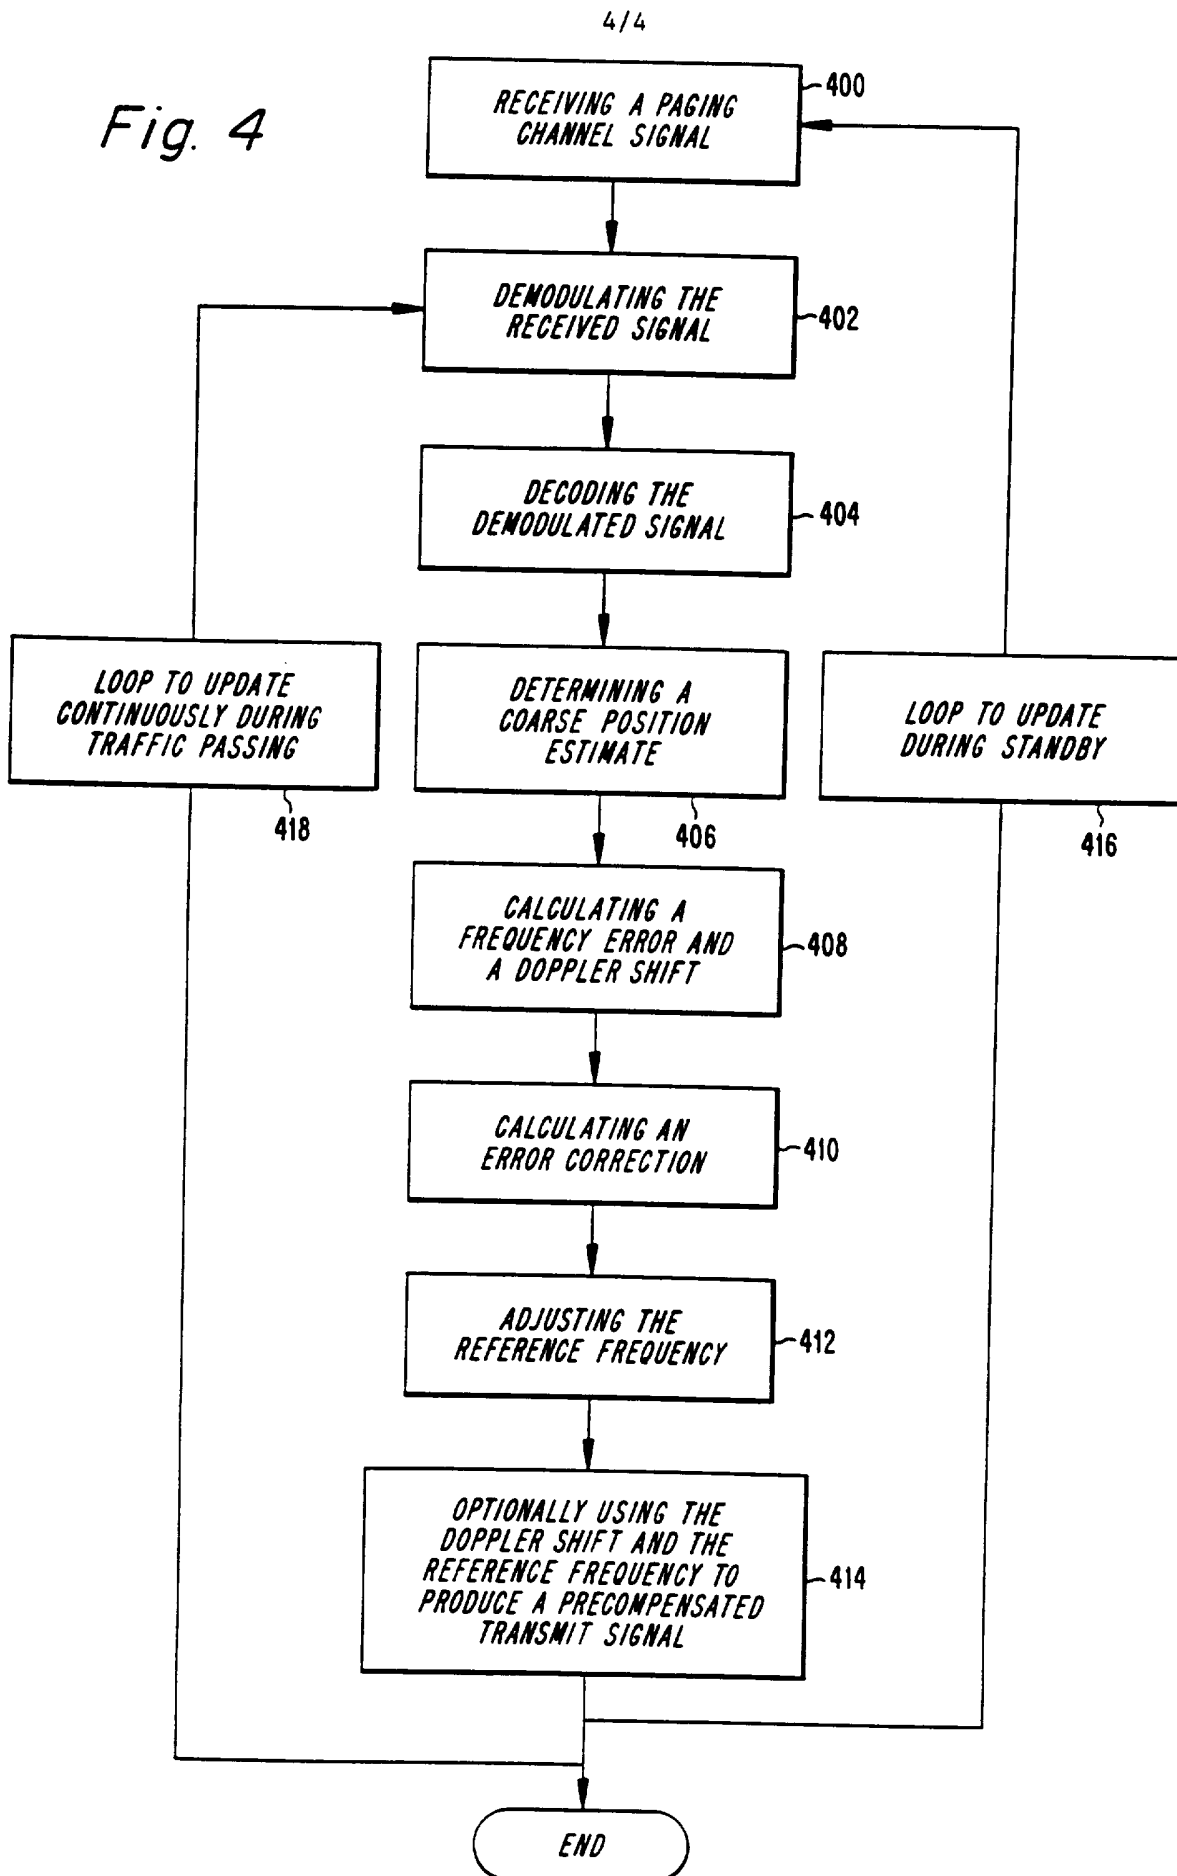 4/4
Fig. 4
RECEIVING A PAGING
CHANNEL SIGNAL
400
DEMODULATING THE
RECEIVED SIGNAL
402
DECODING THE
DEMODULATED SIGNAL
404
LOOP TO UPDATE
CONTINUOUSLY DURING
TRAFFIC PASSING
418
DETERMINING A
COARSE POSITION
ESTIMATE
406
LOOP TO UPDATE
DURING STANDBY
416
CALCULATING A
FREQUENCY ERROR AND
A DOPPLER SHIFT
408
CALCULATING AN
ERROR CORRECTION
410
ADJUSTING THE
REFERENCE FREQUENCY
412
OPTIONALLY USING THE
DOPPLER SHIFT AND THE
REFERENCE FREQUENCY TO
PRODUCE A PRECOMPENSATED
TRANSMIT SIGNAL
414
END